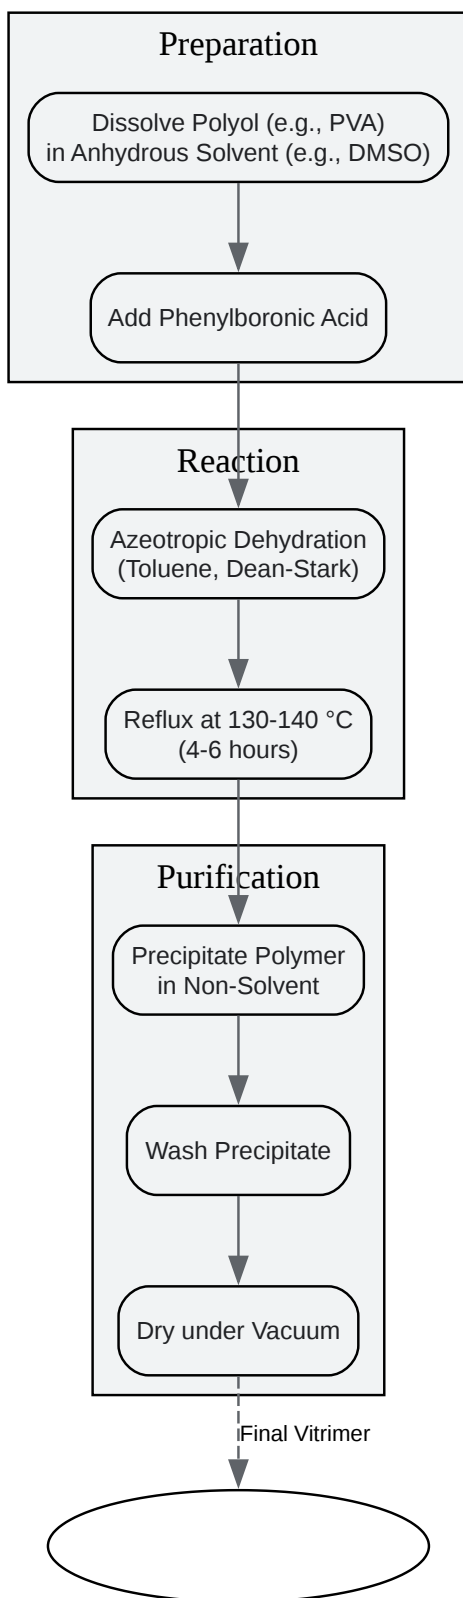 Preparation
Dissolve Polyol (e.g., PVA)
in Anhydrous Solvent (e.g., DMSO)
Add Phenylboronic Acid
Reaction
Azeotropic Dehydration
(Toluene, Dean-Stark)
Reflux at 130-140 °C
(4-6 hours)
Purification
Precipitate Polymer
in Non-Solvent
Wash Precipitate
Dry under Vacuum
Final Vitrimer